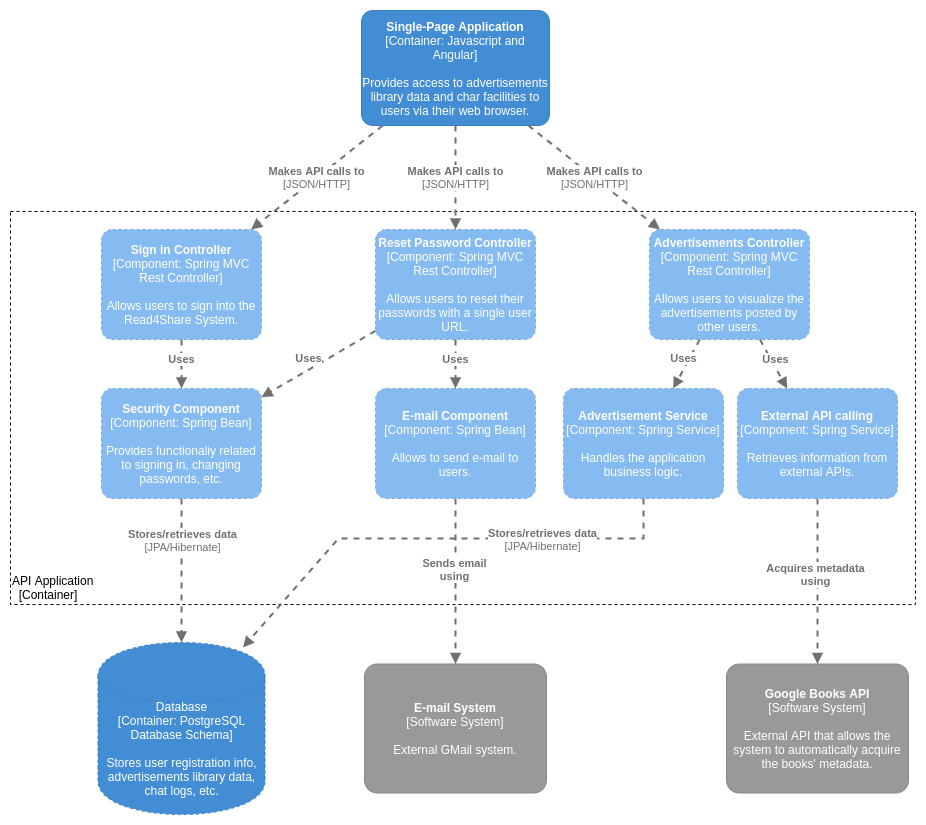 Single-Page Application
[Container: Javascript and
Angular]
Provides access to advertisements
library data and char facilities to
users via their web browser.
Makes API calls to
[JSON/HTTP]
Makes API calls to
[JSON/HTTP]
Makes API calls to
[JSON/HTTP]
Sign in Controller
[Component: Spring MVC
Rest Controller]
Allows users to sign into the
Read4Share System.
Reset Password Controller
[Component: Spring MVC
Rest Controller]
Allows users to reset their
passwords with a single user
URL.
Advertisements Controller
[Component: Spring MVC
Rest Controller]
Allows users to visualize the
advertisements posted by
other users.
Uses
Uses
Uses
Uses
Uses
Security Component
[Component: Spring Bean]
Provides functionaliy related
to signing in, changing
passwords, etc.
E-mail Component
[Component: Spring Bean]
Allows to send e-mail to
users.
Advertisement Service
[Component: Spring Service]
Handles the application
business logic.
External API calling
[Component: Spring Service]
Retrieves information from
external APIs.
Stores/retrieves data
[JPA/Hibernate]
Stores/retrieves data
[JPA/Hibernate]
Sends email
using
Acquires metadata
using
API Application
[Container]
Database
[Container: PostgreSQL
Database Schema]
Stores user registration info,
advertisements library data,
chat logs, etc.
E-mail System
[Software System]
External GMail system.
Google Books API
[Software System]
External API that allows the
system to automatically acquire
the books' metadata.